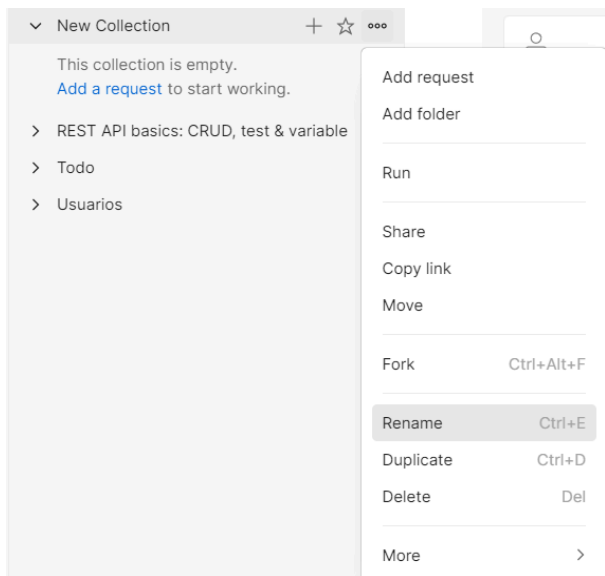 New Collection
This collection is empty.
Add a request to start working.
REST API basics: CRUD, test & variable
Todo
Usuarios
Add request
Add folder
Run
Share
Copy link
Move
Fork Ctrl+Alt+F
Rename Ctrl+E
Duplicate Ctrl+D
Delete Del
More